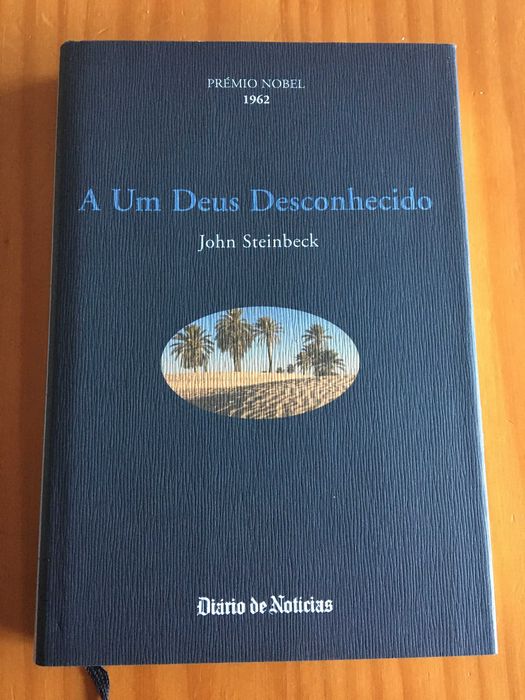 PRÉMIO NOBEL
1962
A Um Deus Desconhecido
John Steinbeck
Diário de Notícias